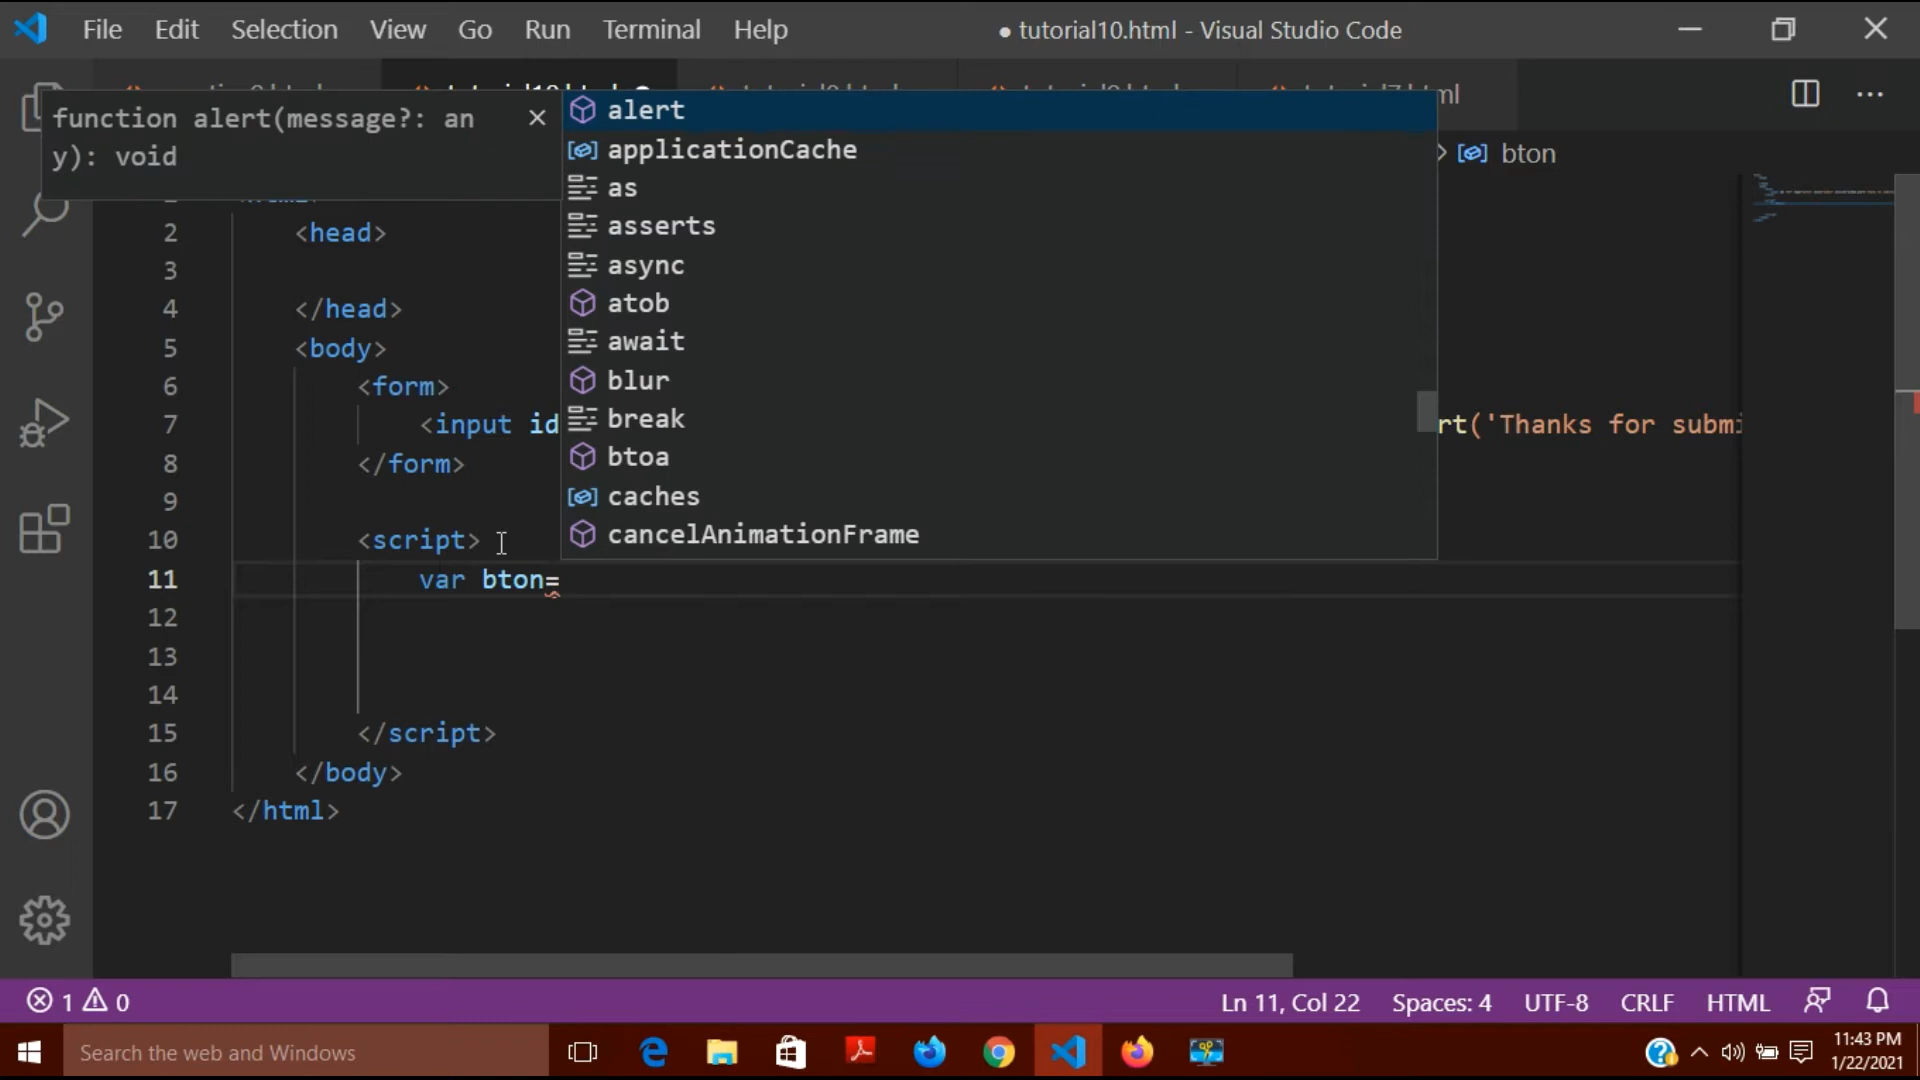 File Edit Selection View Go Run Terminal Help ● tutorial10.html - Visual Studio Code
function alert(message?: an
y): void
alert
applicationCache
as
asserts
async
atob
await
blur
break
btoa
caches
cancelAnimationFrame
> bton
2 <head>
3
4 </head>
5 <body>
6 <form>
7 <input id rt('Thanks for submi
8 </form>
9
10 <script>
11 var bton=
12
13
14
15 </script>
16 </body>
17 </html>
1 0 Ln 11, Col 22 Spaces: 4 UTF-8 CRLF HTML
Search the web and Windows
11:43 PM
1/22/2021